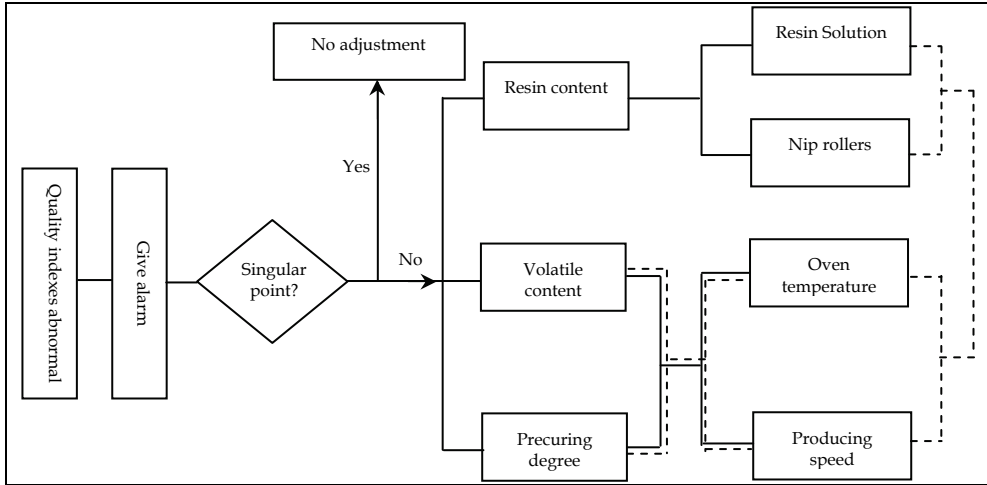 Quality indexes abnormal
Give alarm
Singular
point?
Yes
No adjustment
No
Resin content
Resin Solution
Nip rollers
Volatile
content
Oven
temperature
Precuring
degree
Producing
speed